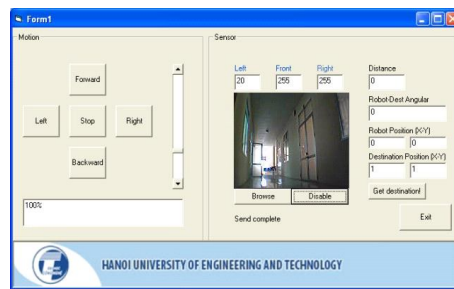 Form1
Motion
Forward
Left Stop Right
Backward
100%
Sensor
Left Front Right
20 255 255
Browse Disable
Send complete
Distance
0
Robot-Dest Angular
0
Robot Position (X-Y)
0 0
Destination Position (X-Y)
1 1
Get destination!
Exit
HANOI UNIVERSITY OF ENGINEERING AND TECHNOLOGY